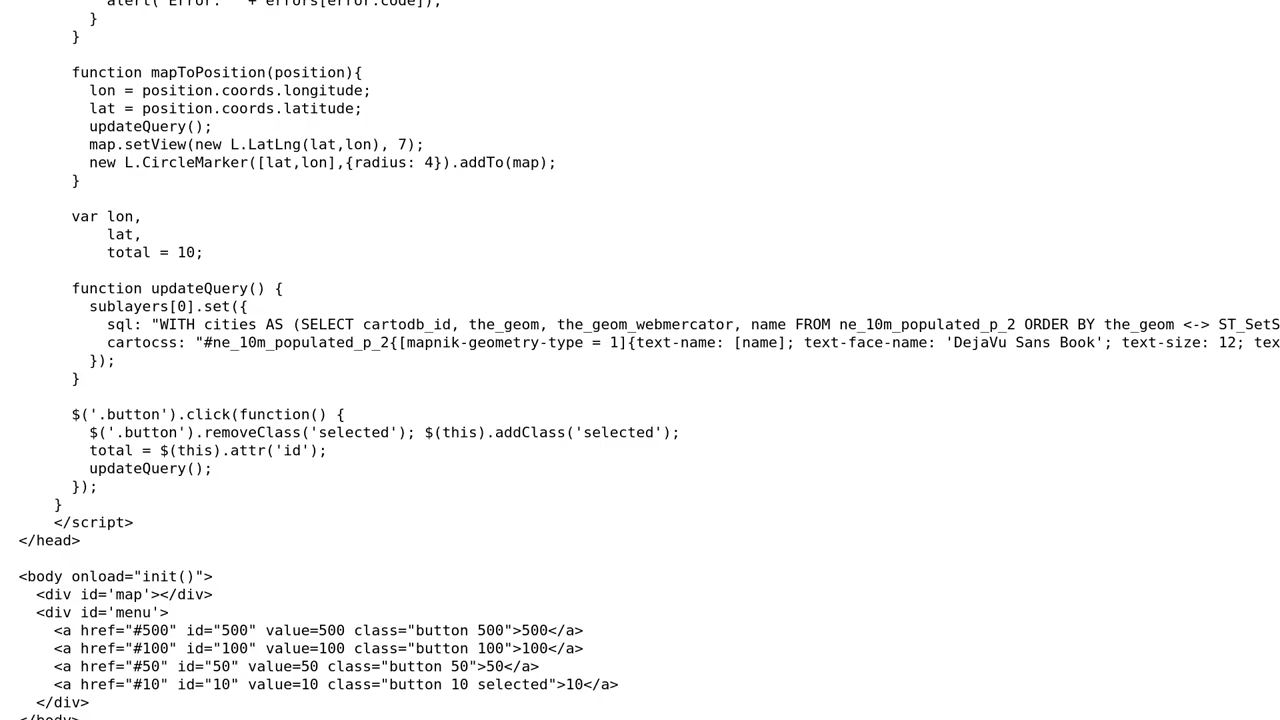 alert('Error: ' + errors[error.code]);
}
}
function mapToPosition(position){
lon = position.coords.longitude;
lat = position.coords.latitude;
updateQuery();
map.setView(new L.LatLng(lat,lon), 7);
new L.CircleMarker([lat,lon],{radius: 4}).addTo(map);
}
var lon,
lat,
total = 10;
function updateQuery() {
sublayers[0].set({
sql: "WITH cities AS (SELECT cartodb_id, the_geom, the_geom_webmercator, name FROM ne_10m_populated_p_2 ORDER BY the_geom <-> ST_SetS
cartocss: "#ne_10m_populated_p_2{[mapnik-geometry-type = 1]{text-name: [name]; text-face-name: 'DejaVu Sans Book'; text-size: 12; tex
});
}
$('.button').click(function() {
$('.button').removeClass('selected'); $(this).addClass('selected');
total = $(this).attr('id');
updateQuery();
});
}
</script>
</head>
<body onload="init()">
<div id='map'></div>
<div id='menu'>
<a href="#500" id="500" value=500 class="button 500">500</a>
<a href="#100" id="100" value=100 class="button 100">100</a>
<a href="#50" id="50" value=50 class="button 50">50</a>
<a href="#10" id="10" value=10 class="button 10 selected">10</a>
</div>
</body>